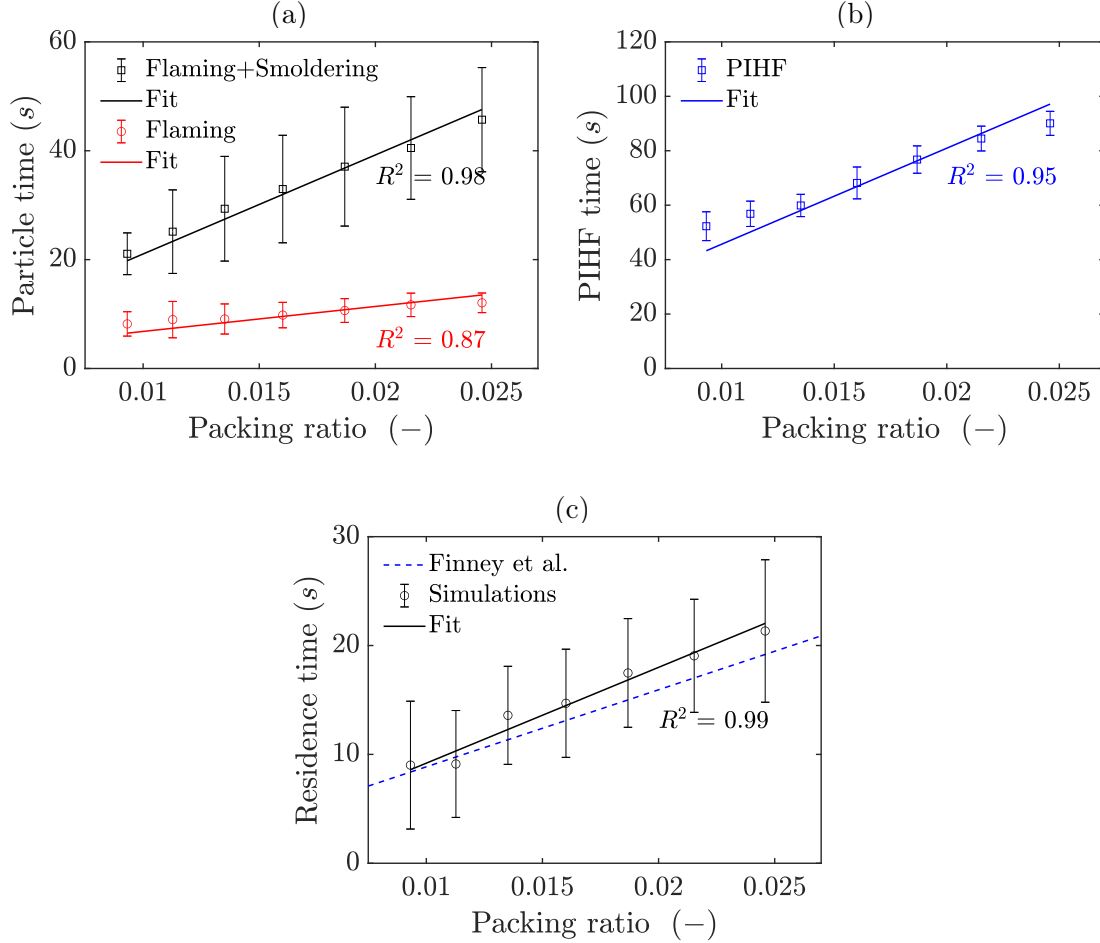 (a)
60
40
20
0
Particle time (s)
Flaming+Smoldering
Fit
Flaming
Fit
R² = 0.98
R² = 0.87
0.01 0.015 0.02 0.025
Packing ratio (−)
(b)
120
100
80
60
40
20
0
PIHF time (s)
PIHF
Fit
R² = 0.95
0.01 0.015 0.02 0.025
Packing ratio (−)
(c)
30
20
10
0
Residence time (s)
Finney et al.
Simulations
Fit
R² = 0.99
0.01 0.015 0.02 0.025
Packing ratio (−)